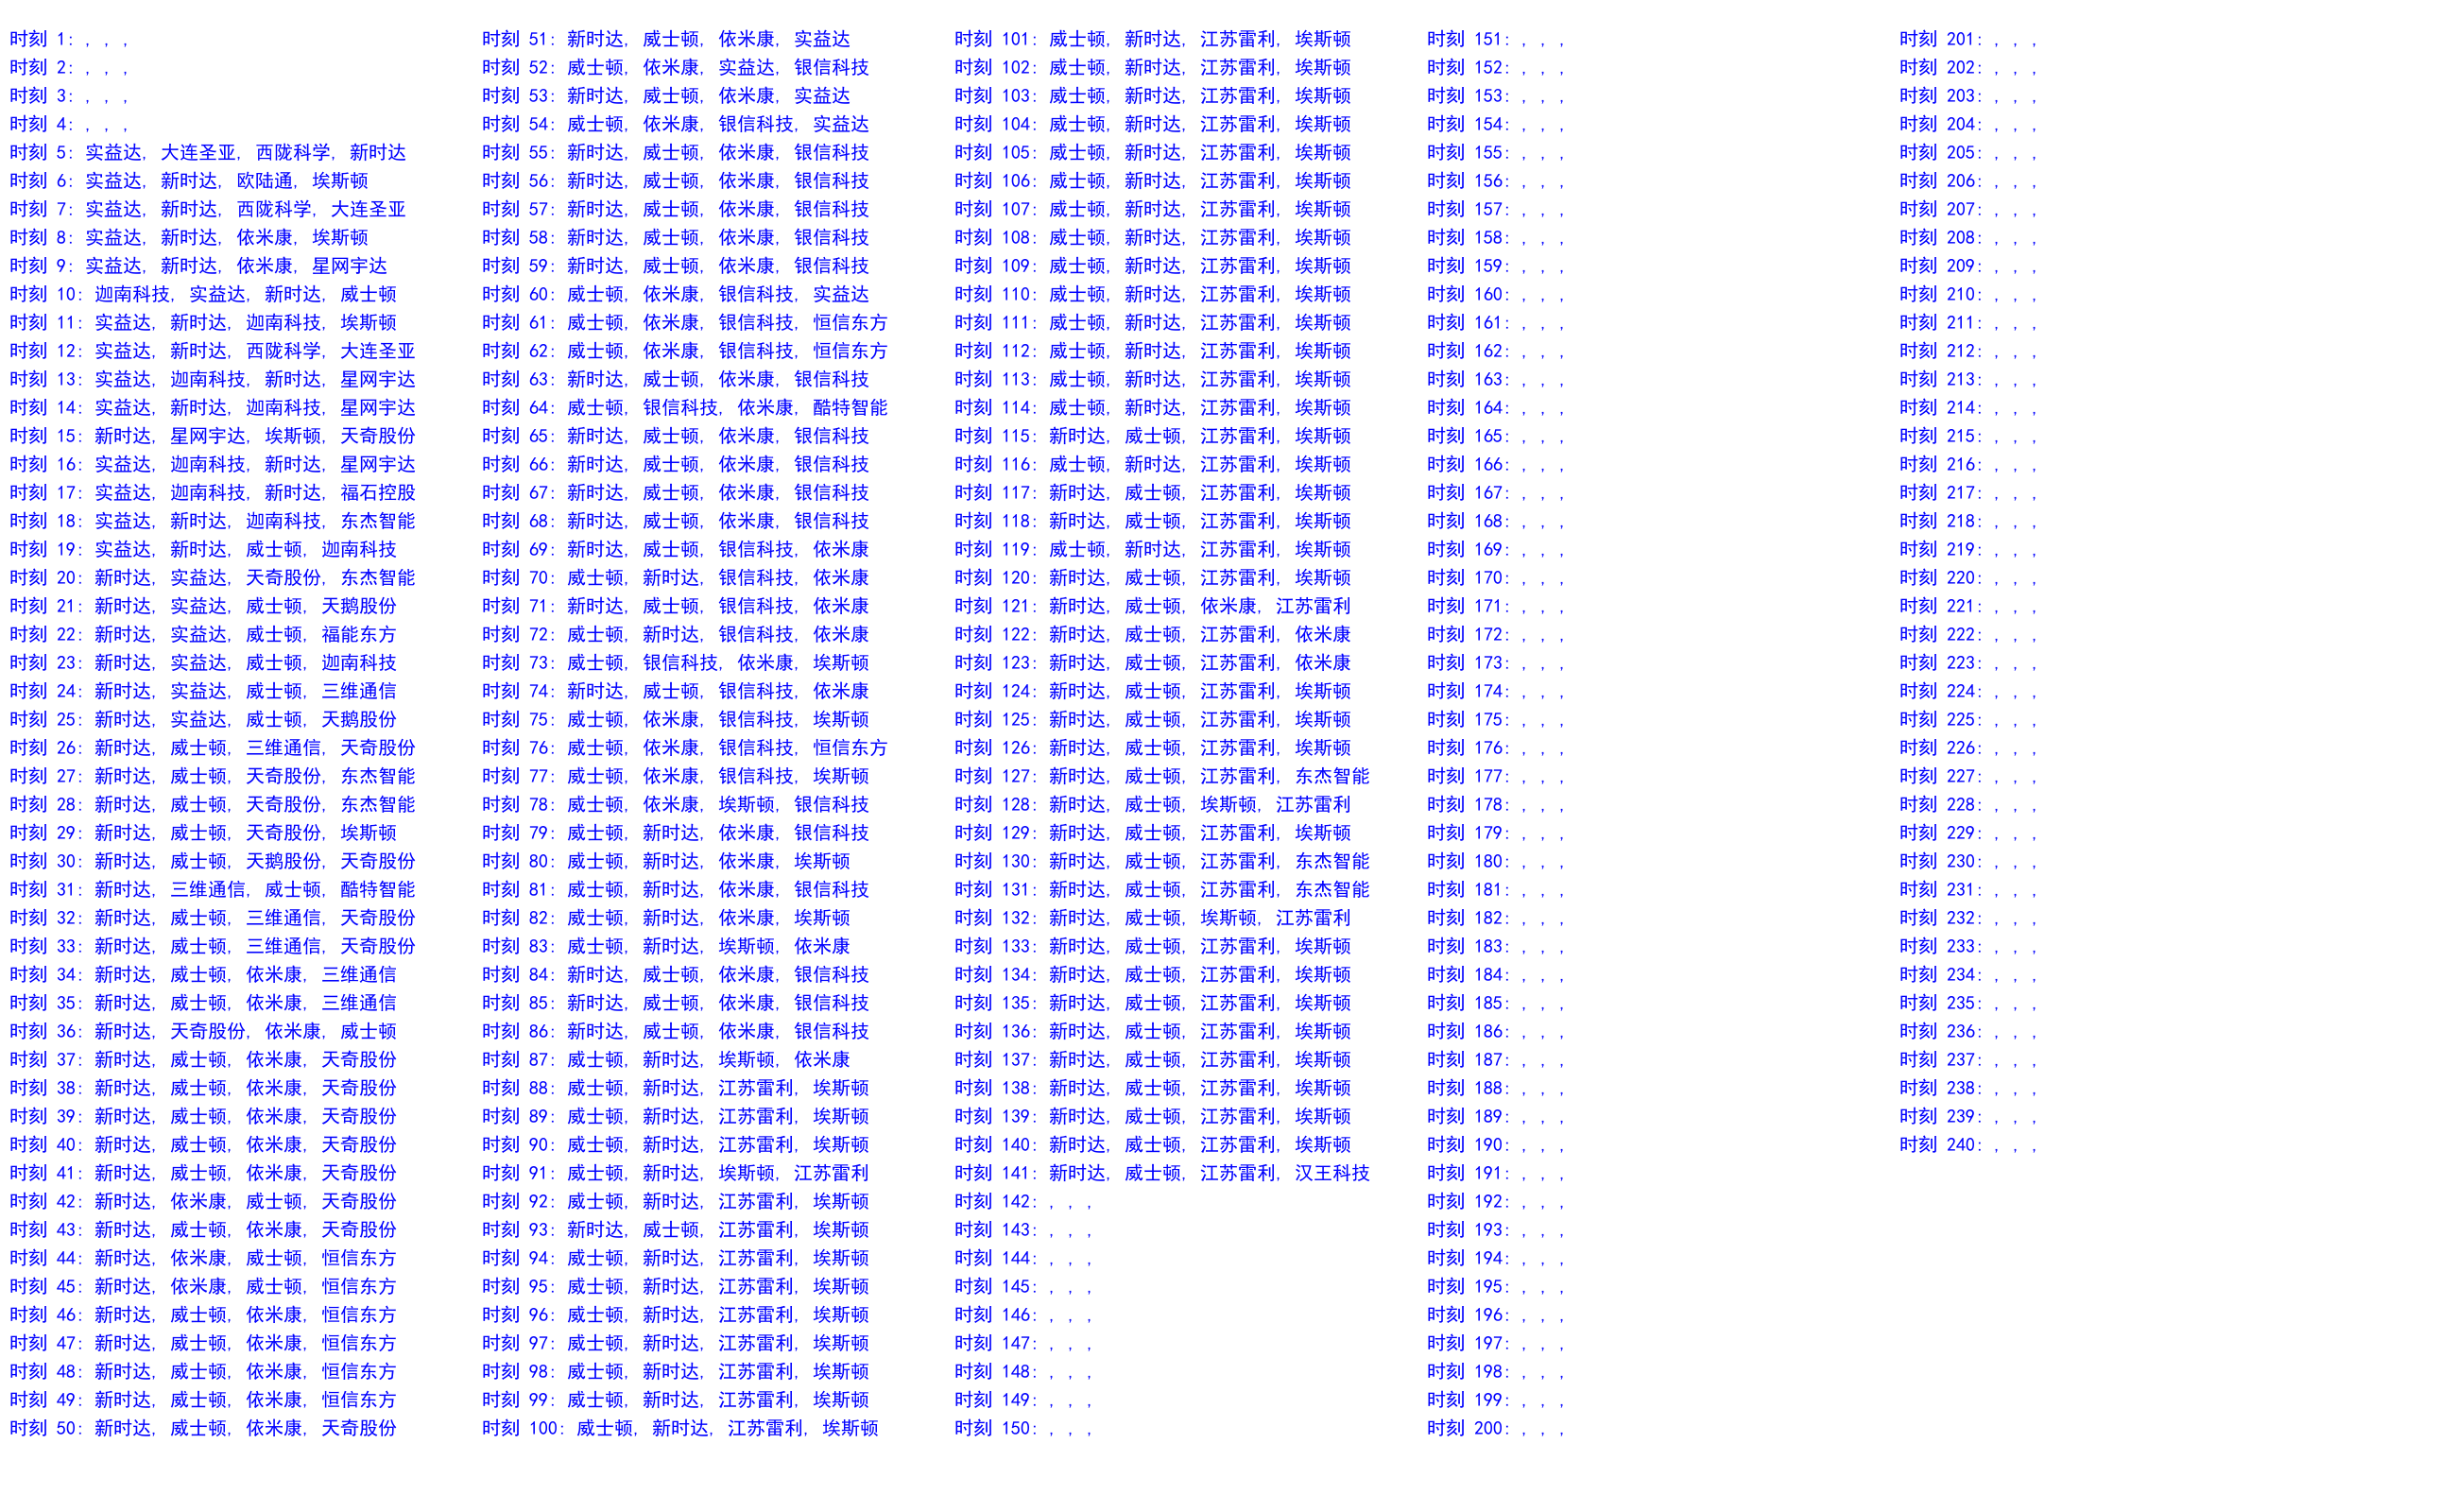 时刻 1: , , ,
时刻 2: , , ,
时刻 3: , , ,
时刻 4: , , ,
时刻 5: 实益达, 大连圣亚, 西陇科学, 新时达
时刻 6: 实益达, 新时达, 欧陆通, 埃斯顿
时刻 7: 实益达, 新时达, 西陇科学, 大连圣亚
时刻 8: 实益达, 新时达, 依米康, 埃斯顿
时刻 9: 实益达, 新时达, 依米康, 星网宇达
时刻 10: 迦南科技, 实益达, 新时达, 威士顿
时刻 11: 实益达, 新时达, 迦南科技, 埃斯顿
时刻 12: 实益达, 新时达, 西陇科学, 大连圣亚
时刻 13: 实益达, 迦南科技, 新时达, 星网宇达
时刻 14: 实益达, 新时达, 迦南科技, 星网宇达
时刻 15: 新时达, 星网宇达, 埃斯顿, 天奇股份
时刻 16: 实益达, 迦南科技, 新时达, 星网宇达
时刻 17: 实益达, 迦南科技, 新时达, 福石控股
时刻 18: 实益达, 新时达, 迦南科技, 东杰智能
时刻 19: 实益达, 新时达, 威士顿, 迦南科技
时刻 20: 新时达, 实益达, 天奇股份, 东杰智能
时刻 21: 新时达, 实益达, 威士顿, 天鹅股份
时刻 22: 新时达, 实益达, 威士顿, 福能东方
时刻 23: 新时达, 实益达, 威士顿, 迦南科技
时刻 24: 新时达, 实益达, 威士顿, 三维通信
时刻 25: 新时达, 实益达, 威士顿, 天鹅股份
时刻 26: 新时达, 威士顿, 三维通信, 天奇股份
时刻 27: 新时达, 威士顿, 天奇股份, 东杰智能
时刻 28: 新时达, 威士顿, 天奇股份, 东杰智能
时刻 29: 新时达, 威士顿, 天奇股份, 埃斯顿
时刻 30: 新时达, 威士顿, 天鹅股份, 天奇股份
时刻 31: 新时达, 三维通信, 威士顿, 酷特智能
时刻 32: 新时达, 威士顿, 三维通信, 天奇股份
时刻 33: 新时达, 威士顿, 三维通信, 天奇股份
时刻 34: 新时达, 威士顿, 依米康, 三维通信
时刻 35: 新时达, 威士顿, 依米康, 三维通信
时刻 36: 新时达, 天奇股份, 依米康, 威士顿
时刻 37: 新时达, 威士顿, 依米康, 天奇股份
时刻 38: 新时达, 威士顿, 依米康, 天奇股份
时刻 39: 新时达, 威士顿, 依米康, 天奇股份
时刻 40: 新时达, 威士顿, 依米康, 天奇股份
时刻 41: 新时达, 威士顿, 依米康, 天奇股份
时刻 42: 新时达, 依米康, 威士顿, 天奇股份
时刻 43: 新时达, 威士顿, 依米康, 天奇股份
时刻 44: 新时达, 依米康, 威士顿, 恒信东方
时刻 45: 新时达, 依米康, 威士顿, 恒信东方
时刻 46: 新时达, 威士顿, 依米康, 恒信东方
时刻 47: 新时达, 威士顿, 依米康, 恒信东方
时刻 48: 新时达, 威士顿, 依米康, 恒信东方
时刻 49: 新时达, 威士顿, 依米康, 恒信东方
时刻 50: 新时达, 威士顿, 依米康, 天奇股份
时刻 51: 新时达, 威士顿, 依米康, 实益达
时刻 52: 威士顿, 依米康, 实益达, 银信科技
时刻 53: 新时达, 威士顿, 依米康, 实益达
时刻 54: 威士顿, 依米康, 银信科技, 实益达
时刻 55: 新时达, 威士顿, 依米康, 银信科技
时刻 56: 新时达, 威士顿, 依米康, 银信科技
时刻 57: 新时达, 威士顿, 依米康, 银信科技
时刻 58: 新时达, 威士顿, 依米康, 银信科技
时刻 59: 新时达, 威士顿, 依米康, 银信科技
时刻 60: 威士顿, 依米康, 银信科技, 实益达
时刻 61: 威士顿, 依米康, 银信科技, 恒信东方
时刻 62: 威士顿, 依米康, 银信科技, 恒信东方
时刻 63: 新时达, 威士顿, 依米康, 银信科技
时刻 64: 威士顿, 银信科技, 依米康, 酷特智能
时刻 65: 新时达, 威士顿, 依米康, 银信科技
时刻 66: 新时达, 威士顿, 依米康, 银信科技
时刻 67: 新时达, 威士顿, 依米康, 银信科技
时刻 68: 新时达, 威士顿, 依米康, 银信科技
时刻 69: 新时达, 威士顿, 银信科技, 依米康
时刻 70: 威士顿, 新时达, 银信科技, 依米康
时刻 71: 新时达, 威士顿, 银信科技, 依米康
时刻 72: 威士顿, 新时达, 银信科技, 依米康
时刻 73: 威士顿, 银信科技, 依米康, 埃斯顿
时刻 74: 新时达, 威士顿, 银信科技, 依米康
时刻 75: 威士顿, 依米康, 银信科技, 埃斯顿
时刻 76: 威士顿, 依米康, 银信科技, 恒信东方
时刻 77: 威士顿, 依米康, 银信科技, 埃斯顿
时刻 78: 威士顿, 依米康, 埃斯顿, 银信科技
时刻 79: 威士顿, 新时达, 依米康, 银信科技
时刻 80: 威士顿, 新时达, 依米康, 埃斯顿
时刻 81: 威士顿, 新时达, 依米康, 银信科技
时刻 82: 威士顿, 新时达, 依米康, 埃斯顿
时刻 83: 威士顿, 新时达, 埃斯顿, 依米康
时刻 84: 新时达, 威士顿, 依米康, 银信科技
时刻 85: 新时达, 威士顿, 依米康, 银信科技
时刻 86: 新时达, 威士顿, 依米康, 银信科技
时刻 87: 威士顿, 新时达, 埃斯顿, 依米康
时刻 88: 威士顿, 新时达, 江苏雷利, 埃斯顿
时刻 89: 威士顿, 新时达, 江苏雷利, 埃斯顿
时刻 90: 威士顿, 新时达, 江苏雷利, 埃斯顿
时刻 91: 威士顿, 新时达, 埃斯顿, 江苏雷利
时刻 92: 威士顿, 新时达, 江苏雷利, 埃斯顿
时刻 93: 新时达, 威士顿, 江苏雷利, 埃斯顿
时刻 94: 威士顿, 新时达, 江苏雷利, 埃斯顿
时刻 95: 威士顿, 新时达, 江苏雷利, 埃斯顿
时刻 96: 威士顿, 新时达, 江苏雷利, 埃斯顿
时刻 97: 威士顿, 新时达, 江苏雷利, 埃斯顿
时刻 98: 威士顿, 新时达, 江苏雷利, 埃斯顿
时刻 99: 威士顿, 新时达, 江苏雷利, 埃斯顿
时刻 100: 威士顿, 新时达, 江苏雷利, 埃斯顿
时刻 101: 威士顿, 新时达, 江苏雷利, 埃斯顿
时刻 102: 威士顿, 新时达, 江苏雷利, 埃斯顿
时刻 103: 威士顿, 新时达, 江苏雷利, 埃斯顿
时刻 104: 威士顿, 新时达, 江苏雷利, 埃斯顿
时刻 105: 威士顿, 新时达, 江苏雷利, 埃斯顿
时刻 106: 威士顿, 新时达, 江苏雷利, 埃斯顿
时刻 107: 威士顿, 新时达, 江苏雷利, 埃斯顿
时刻 108: 威士顿, 新时达, 江苏雷利, 埃斯顿
时刻 109: 威士顿, 新时达, 江苏雷利, 埃斯顿
时刻 110: 威士顿, 新时达, 江苏雷利, 埃斯顿
时刻 111: 威士顿, 新时达, 江苏雷利, 埃斯顿
时刻 112: 威士顿, 新时达, 江苏雷利, 埃斯顿
时刻 113: 威士顿, 新时达, 江苏雷利, 埃斯顿
时刻 114: 威士顿, 新时达, 江苏雷利, 埃斯顿
时刻 115: 新时达, 威士顿, 江苏雷利, 埃斯顿
时刻 116: 威士顿, 新时达, 江苏雷利, 埃斯顿
时刻 117: 新时达, 威士顿, 江苏雷利, 埃斯顿
时刻 118: 新时达, 威士顿, 江苏雷利, 埃斯顿
时刻 119: 威士顿, 新时达, 江苏雷利, 埃斯顿
时刻 120: 新时达, 威士顿, 江苏雷利, 埃斯顿
时刻 121: 新时达, 威士顿, 依米康, 江苏雷利
时刻 122: 新时达, 威士顿, 江苏雷利, 依米康
时刻 123: 新时达, 威士顿, 江苏雷利, 依米康
时刻 124: 新时达, 威士顿, 江苏雷利, 埃斯顿
时刻 125: 新时达, 威士顿, 江苏雷利, 埃斯顿
时刻 126: 新时达, 威士顿, 江苏雷利, 埃斯顿
时刻 127: 新时达, 威士顿, 江苏雷利, 东杰智能
时刻 128: 新时达, 威士顿, 埃斯顿, 江苏雷利
时刻 129: 新时达, 威士顿, 江苏雷利, 埃斯顿
时刻 130: 新时达, 威士顿, 江苏雷利, 东杰智能
时刻 131: 新时达, 威士顿, 江苏雷利, 东杰智能
时刻 132: 新时达, 威士顿, 埃斯顿, 江苏雷利
时刻 133: 新时达, 威士顿, 江苏雷利, 埃斯顿
时刻 134: 新时达, 威士顿, 江苏雷利, 埃斯顿
时刻 135: 新时达, 威士顿, 江苏雷利, 埃斯顿
时刻 136: 新时达, 威士顿, 江苏雷利, 埃斯顿
时刻 137: 新时达, 威士顿, 江苏雷利, 埃斯顿
时刻 138: 新时达, 威士顿, 江苏雷利, 埃斯顿
时刻 139: 新时达, 威士顿, 江苏雷利, 埃斯顿
时刻 140: 新时达, 威士顿, 江苏雷利, 埃斯顿
时刻 141: 新时达, 威士顿, 江苏雷利, 汉王科技
时刻 142: , , ,
时刻 143: , , ,
时刻 144: , , ,
时刻 145: , , ,
时刻 146: , , ,
时刻 147: , , ,
时刻 148: , , ,
时刻 149: , , ,
时刻 150: , , ,
时刻 151: , , ,
时刻 152: , , ,
时刻 153: , , ,
时刻 154: , , ,
时刻 155: , , ,
时刻 156: , , ,
时刻 157: , , ,
时刻 158: , , ,
时刻 159: , , ,
时刻 160: , , ,
时刻 161: , , ,
时刻 162: , , ,
时刻 163: , , ,
时刻 164: , , ,
时刻 165: , , ,
时刻 166: , , ,
时刻 167: , , ,
时刻 168: , , ,
时刻 169: , , ,
时刻 170: , , ,
时刻 171: , , ,
时刻 172: , , ,
时刻 173: , , ,
时刻 174: , , ,
时刻 175: , , ,
时刻 176: , , ,
时刻 177: , , ,
时刻 178: , , ,
时刻 179: , , ,
时刻 180: , , ,
时刻 181: , , ,
时刻 182: , , ,
时刻 183: , , ,
时刻 184: , , ,
时刻 185: , , ,
时刻 186: , , ,
时刻 187: , , ,
时刻 188: , , ,
时刻 189: , , ,
时刻 190: , , ,
时刻 191: , , ,
时刻 192: , , ,
时刻 193: , , ,
时刻 194: , , ,
时刻 195: , , ,
时刻 196: , , ,
时刻 197: , , ,
时刻 198: , , ,
时刻 199: , , ,
时刻 200: , , ,
时刻 201: , , ,
时刻 202: , , ,
时刻 203: , , ,
时刻 204: , , ,
时刻 205: , , ,
时刻 206: , , ,
时刻 207: , , ,
时刻 208: , , ,
时刻 209: , , ,
时刻 210: , , ,
时刻 211: , , ,
时刻 212: , , ,
时刻 213: , , ,
时刻 214: , , ,
时刻 215: , , ,
时刻 216: , , ,
时刻 217: , , ,
时刻 218: , , ,
时刻 219: , , ,
时刻 220: , , ,
时刻 221: , , ,
时刻 222: , , ,
时刻 223: , , ,
时刻 224: , , ,
时刻 225: , , ,
时刻 226: , , ,
时刻 227: , , ,
时刻 228: , , ,
时刻 229: , , ,
时刻 230: , , ,
时刻 231: , , ,
时刻 232: , , ,
时刻 233: , , ,
时刻 234: , , ,
时刻 235: , , ,
时刻 236: , , ,
时刻 237: , , ,
时刻 238: , , ,
时刻 239: , , ,
时刻 240: , , ,